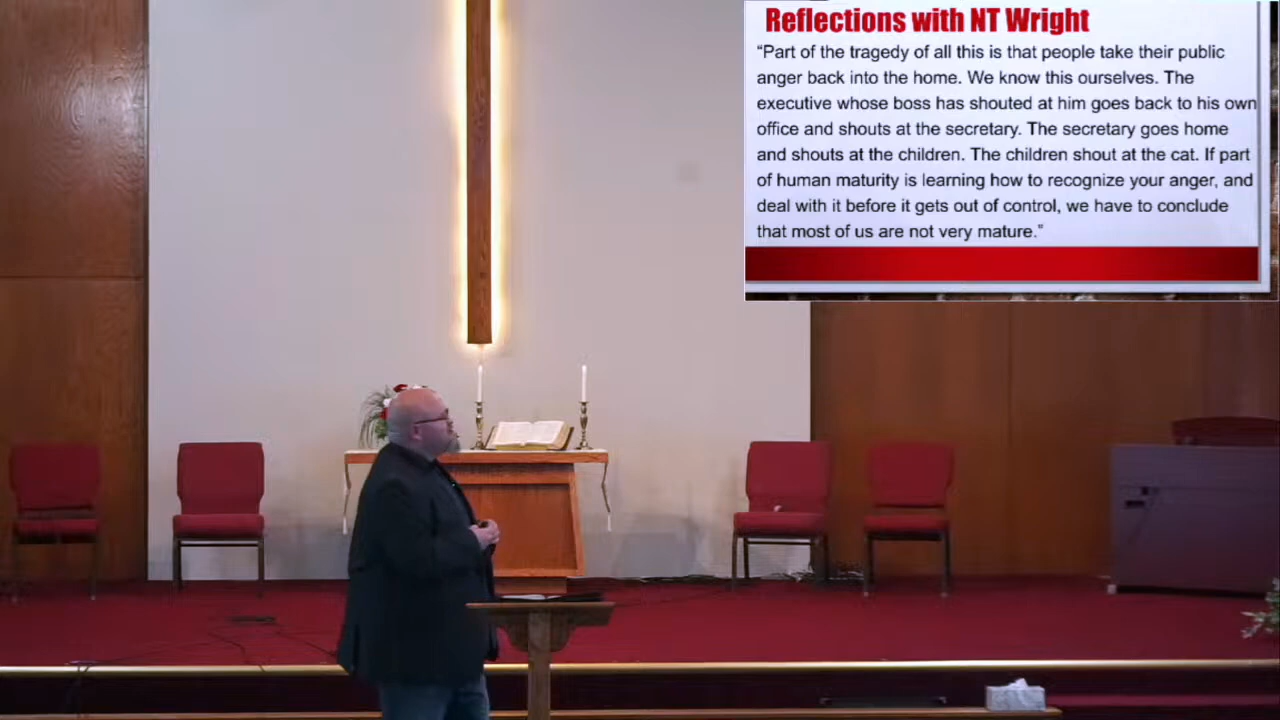 Reflections with NT Wright
“Part of the tragedy of all this is that people take their public
anger back into the home. We know this ourselves. The
executive whose boss has shouted at him goes back to his own
office and shouts at the secretary. The secretary goes home
and shouts at the children. The children shout at the cat. If part
of human maturity is learning how to recognize your anger, and
deal with it before it gets out of control, we have to conclude
that most of us are not very mature.”